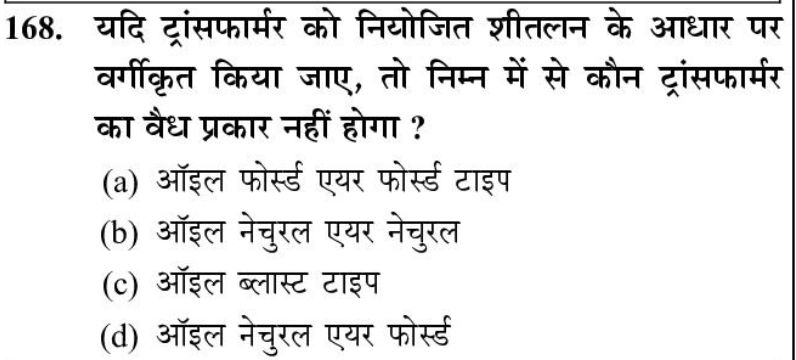 168. यदि ट्रांसफार्मर को नियोजित शीतलन के आधार पर
वर्गीकृत किया जाए, तो निम्न में से कौन ट्रांसफार्मर
का वैध प्रकार नहीं होगा ?
(a) ऑइल फोर्स्ड एयर फोर्स्ड टाइप
(b) ऑइल नेचुरल एयर नेचुरल
(c) ऑइल ब्लास्ट टाइप
(d) ऑइल नेचुरल एयर फोर्स्ड